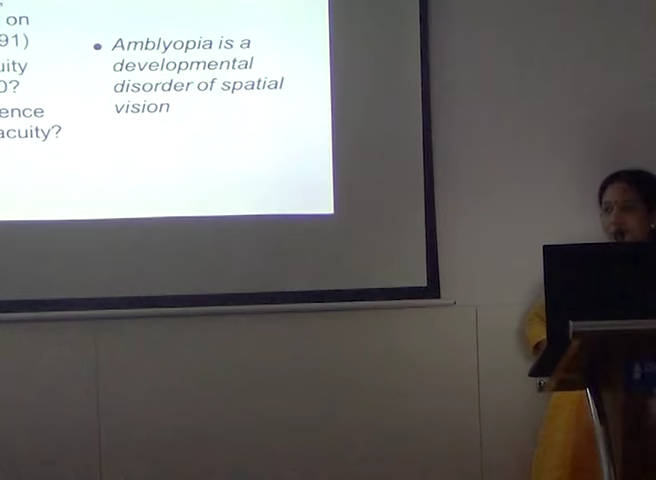 on
91)
uity
0?
ence
acuity?
• Amblyopia is a
developmental
disorder of spatial
vision